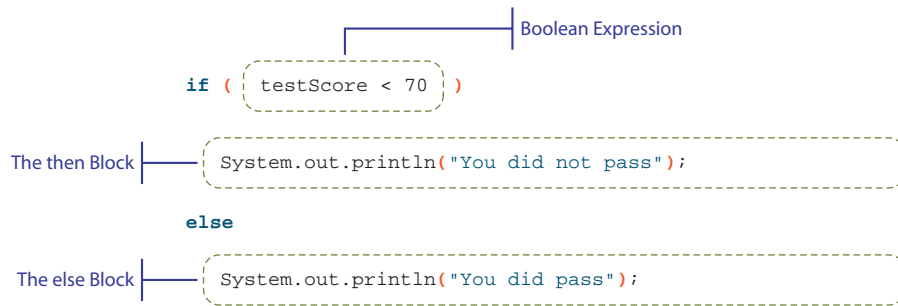 Boolean Expression
if ( testScore < 70 )
The then Block
System.out.println("You did not pass");
else
The else Block
System.out.println("You did pass");